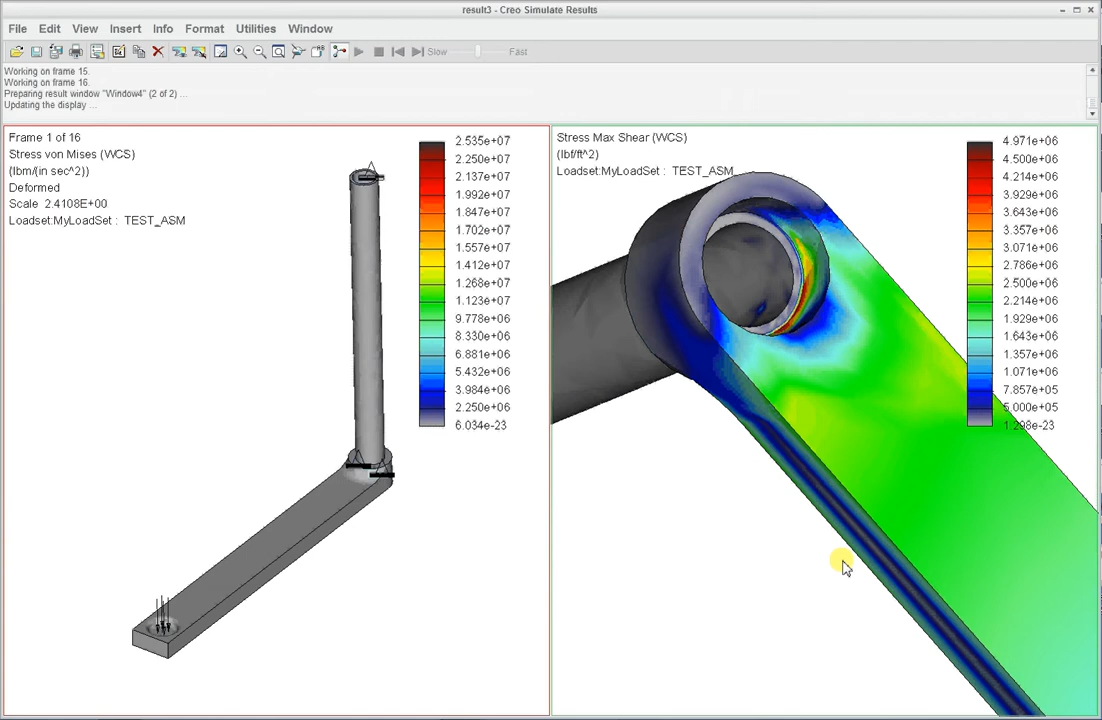 result3 - Creo Simulate Results
File Edit View Insert Info Format Utilities Window
Slow Fast
Working on frame 15.
Working on frame 16.
Preparing result window "Window4" (2 of 2) ...
Updating the display ...
Frame 1 of 16
Stress von Mises (WCS)
(lbm/(in sec^2))
Deformed
Scale 2.4108E+00
Loadset:MyLoadSet : TEST_ASM
2.535e+07
2.250e+07
2.137e+07
1.992e+07
1.847e+07
1.702e+07
1.557e+07
1.412e+07
1.268e+07
1.123e+07
9.778e+06
8.330e+06
6.881e+06
5.432e+06
3.984e+06
2.250e+06
6.034e-23
Stress Max Shear (WCS)
(lbf/ft^2)
Loadset:MyLoadSet : TEST_ASM
4.971e+06
4.500e+06
4.214e+06
3.929e+06
3.643e+06
3.357e+06
3.071e+06
2.786e+06
2.500e+06
2.214e+06
1.929e+06
1.643e+06
1.357e+06
1.071e+06
7.857e+05
5.000e+05
1.298e-23